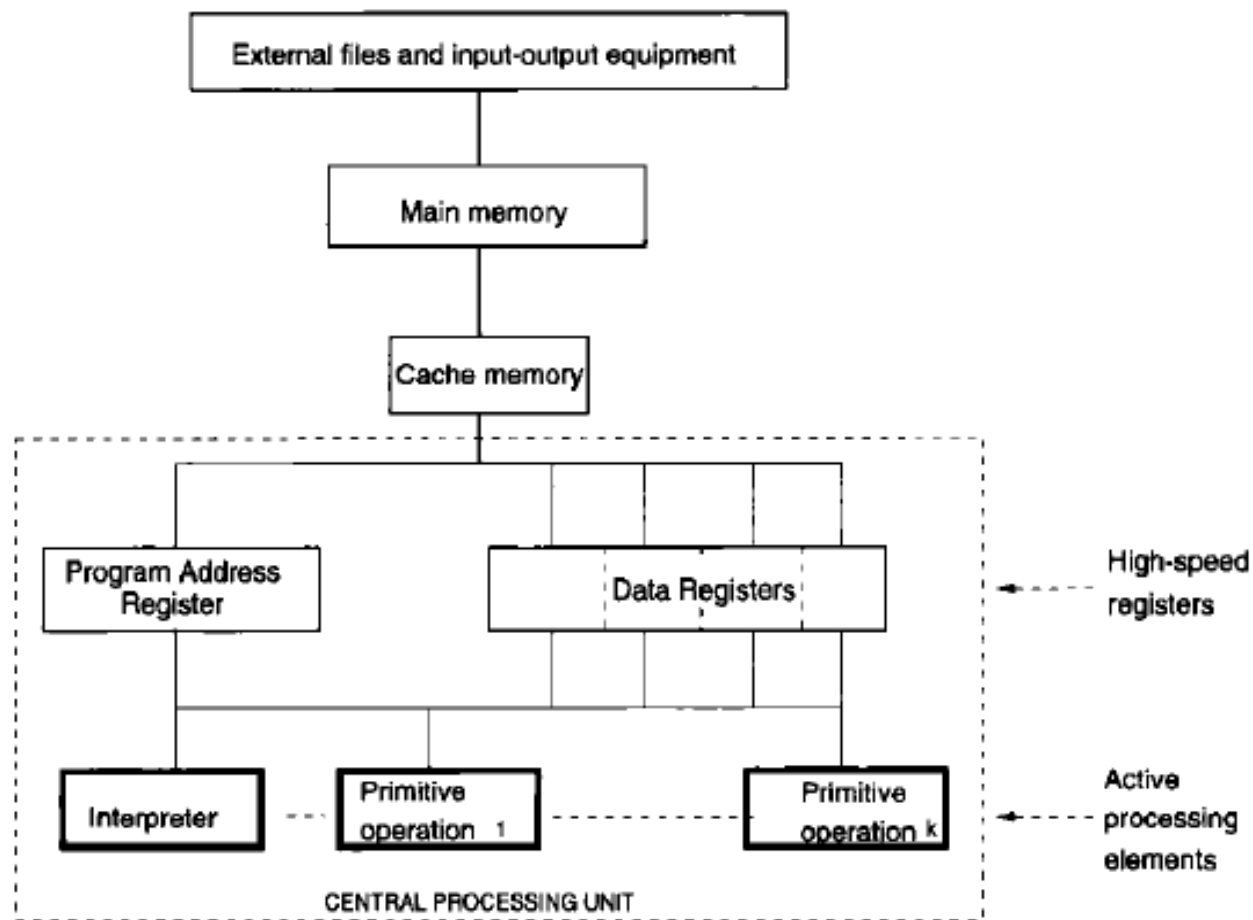 External files and input-output equipment
Main memory
Cache memory
Program Address
Register
Data Registers
High-speed
registers
Interpreter
Primitive
operation 1
Primitive
operation k
Active
processing
elements
CENTRAL PROCESSING UNIT